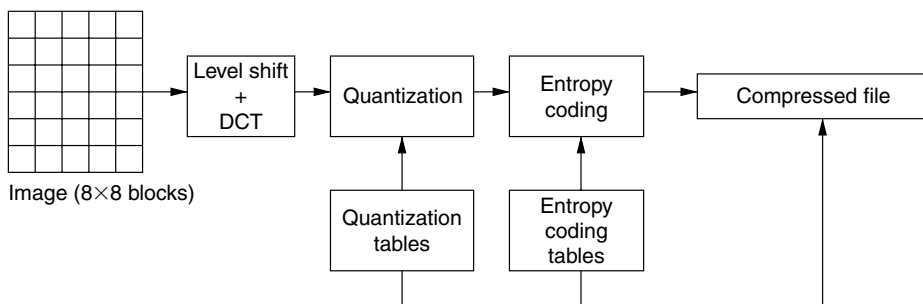 Level shift
+
DCT
Quantization
Entropy
coding
Compressed file
Image (8×8 blocks)
Quantization
tables
Entropy
coding
tables